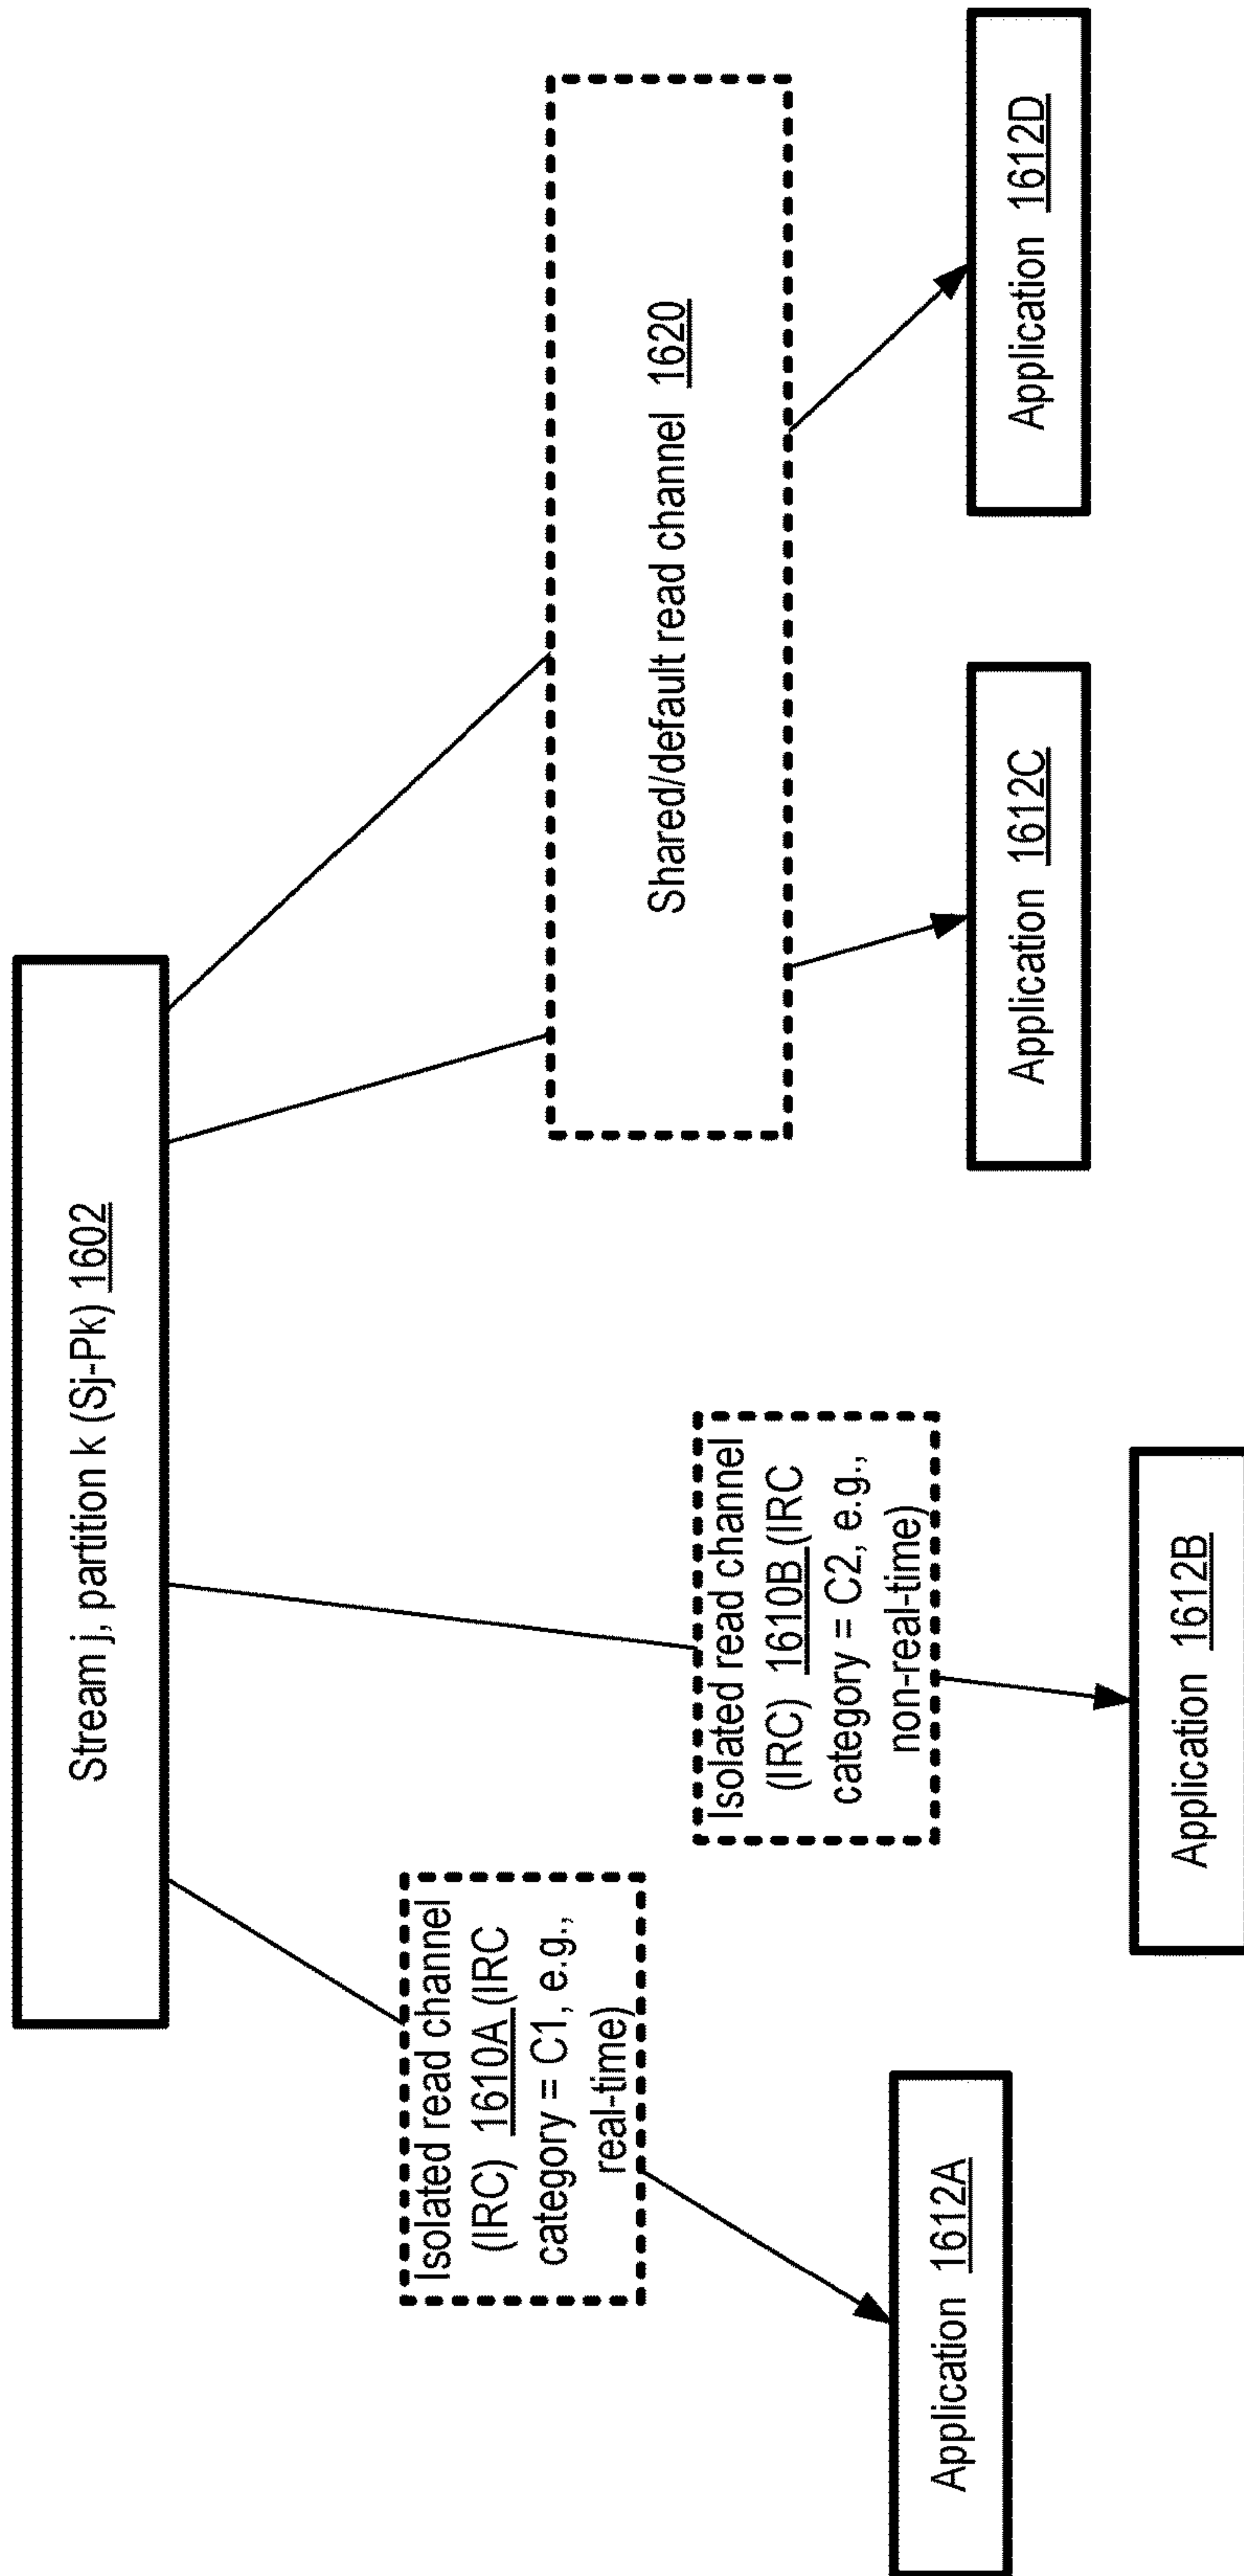 Stream j, partition k (Sj-Pk) 1602
Isolated read channel
(IRC) 1610A (IRC
category = C1, e.g.,
real-time)
Isolated read channel
(IRC) 1610B (IRC
category = C2, e.g.,
non-real-time)
Shared/default read channel 1620
Application 1612A
Application 1612B
Application 1612C
Application 1612D